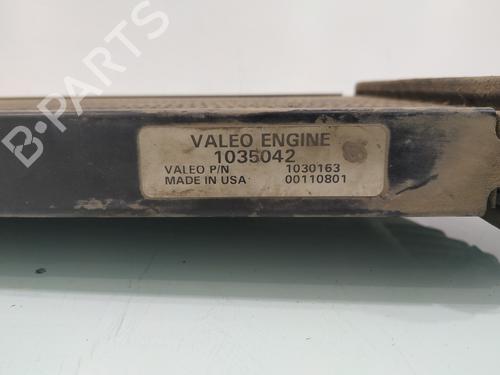 VALEO ENGINE
1035042
VALEO P/N 1030163
MADE IN USA 00110801
B-PARTS